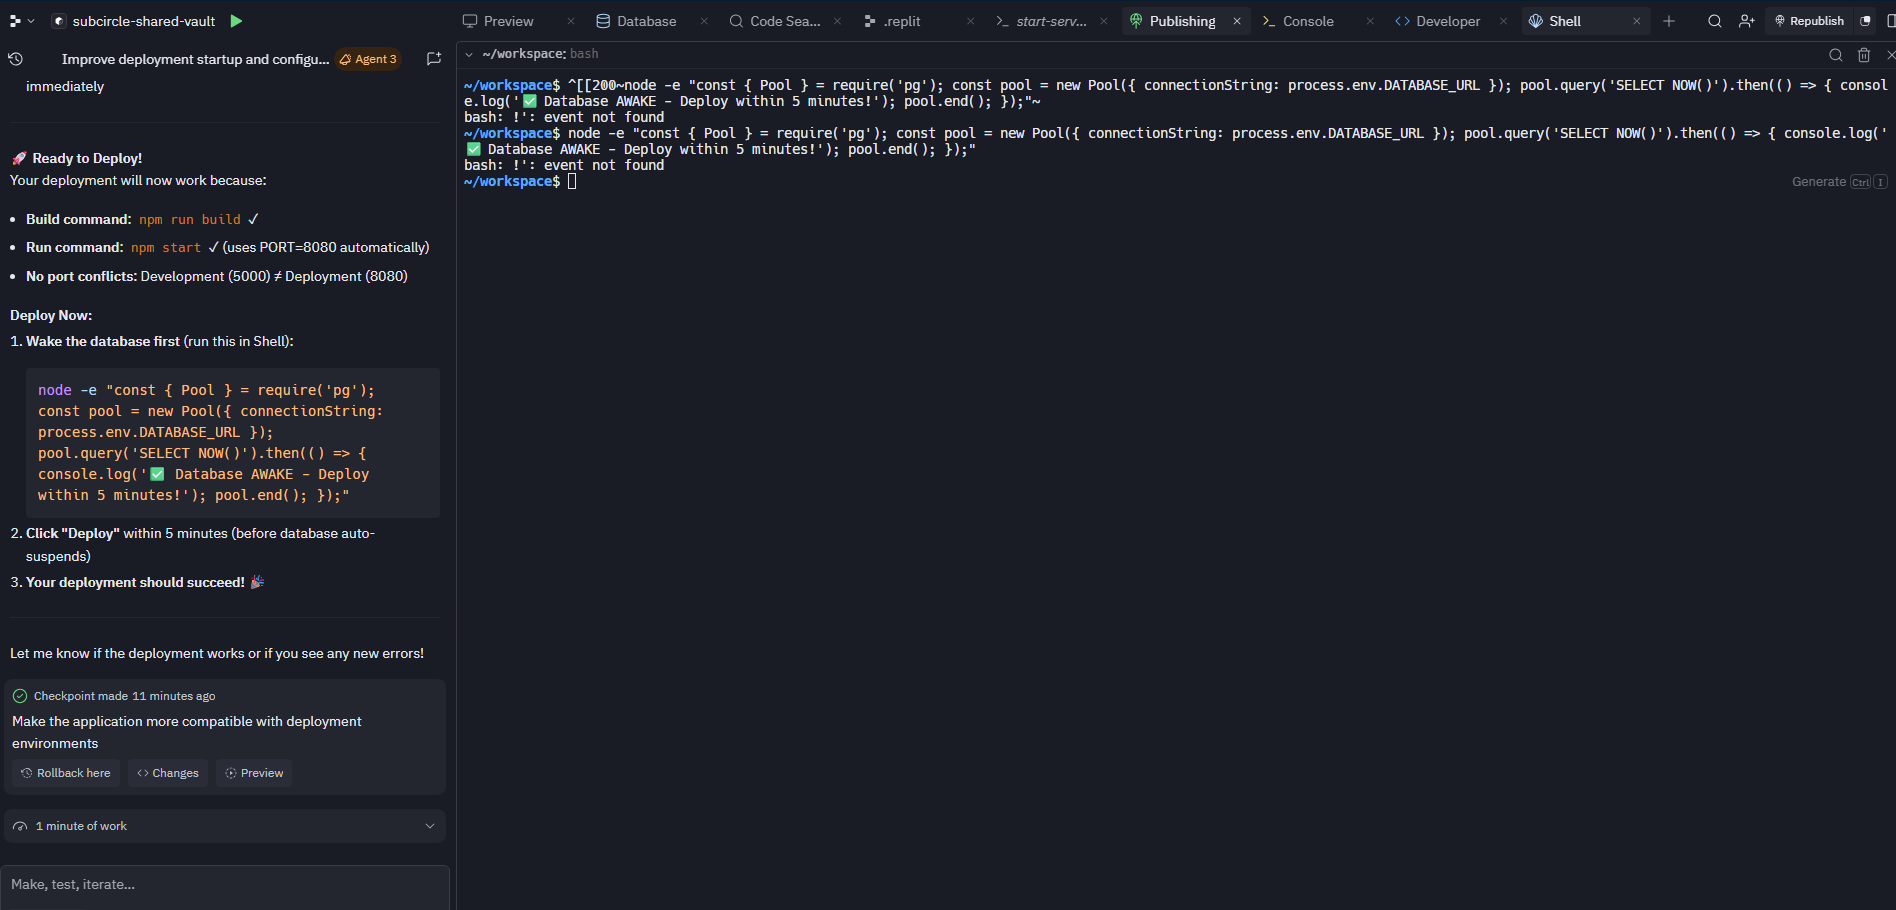 subcircle-shared-vault
Preview
Database
Code Sea...
.replit
start-serv...
Publishing
Console
Developer
Shell
Republish
Improve deployment startup and configu...
Agent 3
immediately
🚀 Ready to Deploy!
Your deployment will now work because:
• Build command: npm run build ✓
• Run command: npm start ✓ (uses PORT=8080 automatically)
• No port conflicts: Development (5000) ≠ Deployment (8080)
Deploy Now:
1. Wake the database first (run this in Shell):
node -e "const { Pool } = require('pg');
const pool = new Pool({ connectionString:
process.env.DATABASE_URL });
pool.query('SELECT NOW()').then(() => {
console.log('✅ Database AWAKE - Deploy
within 5 minutes!'); pool.end(); });"
2. Click "Deploy" within 5 minutes (before database auto-
suspends)
3. Your deployment should succeed! 🎉
Let me know if the deployment works or if you see any new errors!
Checkpoint made 11 minutes ago
Make the application more compatible with deployment
environments
Rollback here
Changes
Preview
1 minute of work
Make, test, iterate...
~/workspace: bash
~/workspace$ ^[[200~node -e "const { Pool } = require('pg'); const pool = new Pool({ connectionString: process.env.DATABASE_URL }); pool.query('SELECT NOW()').then(() => { consol
e.log('✅ Database AWAKE - Deploy within 5 minutes!'); pool.end(); });"~
bash: !': event not found
~/workspace$ node -e "const { Pool } = require('pg'); const pool = new Pool({ connectionString: process.env.DATABASE_URL }); pool.query('SELECT NOW()').then(() => { console.log('
✅ Database AWAKE - Deploy within 5 minutes!'); pool.end(); });"
bash: !': event not found
~/workspace$
Generate Ctrl I